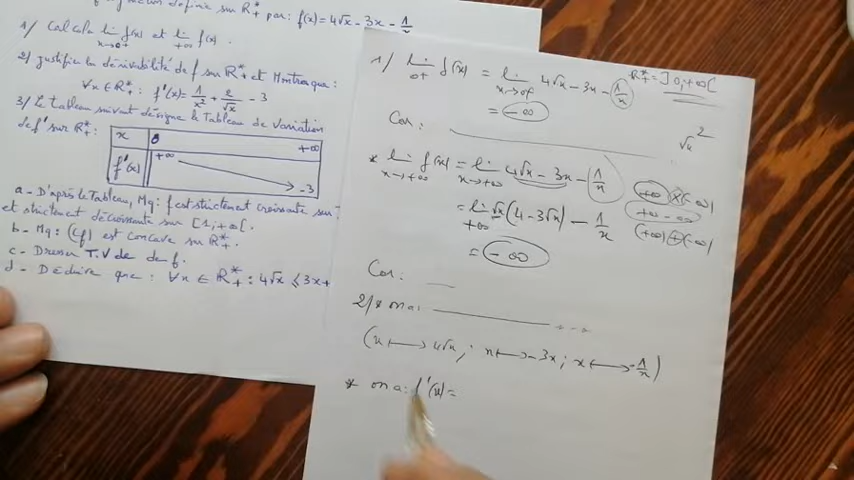 définie sur ℝ*₊ par: f(x)=4√x-3x-1/x
1/ Calculer lim x→0+ f(x) et lim +∞ f(x).
2/ justifier la dérivabilité de f sur ℝ*₊ et Montrer que:
∀x∈ℝ*₊: f'(x)=1/x²+2/√x-3
3/ Le tableau suivant désigne le Tableau de Variation
de f' sur ℝ*₊:
x 0 +∞
f'(x) +∞ -3
a - D'après le Tableau, Mq: f est strictement croissante sur
et strictement décroissante sur [1,+∞[.
b - Mq: (Cf) est concave sur ℝ*₊.
c - Dresser T.V de f.
d - Déduire que: ∀x∈ℝ*₊: 4√x ≤ 3x+
1/ lim 0+ f(x) = lim x→0+ 4√x-3x-1/x
ℝ*₊=]0,+∞[
= -∞
√x²
* lim x→+∞ f(x) = lim x→+∞ 4√x-3x-1/x
(+∞)×(-∞)
= lim +∞ √x(4-3√x)-1/x
+∞-∞
(+∞)+(-∞)
= -∞
2/ * on a:
(x⟼4√x; x⟼-3x; x⟼-1/x)
* on a: f'(x)=